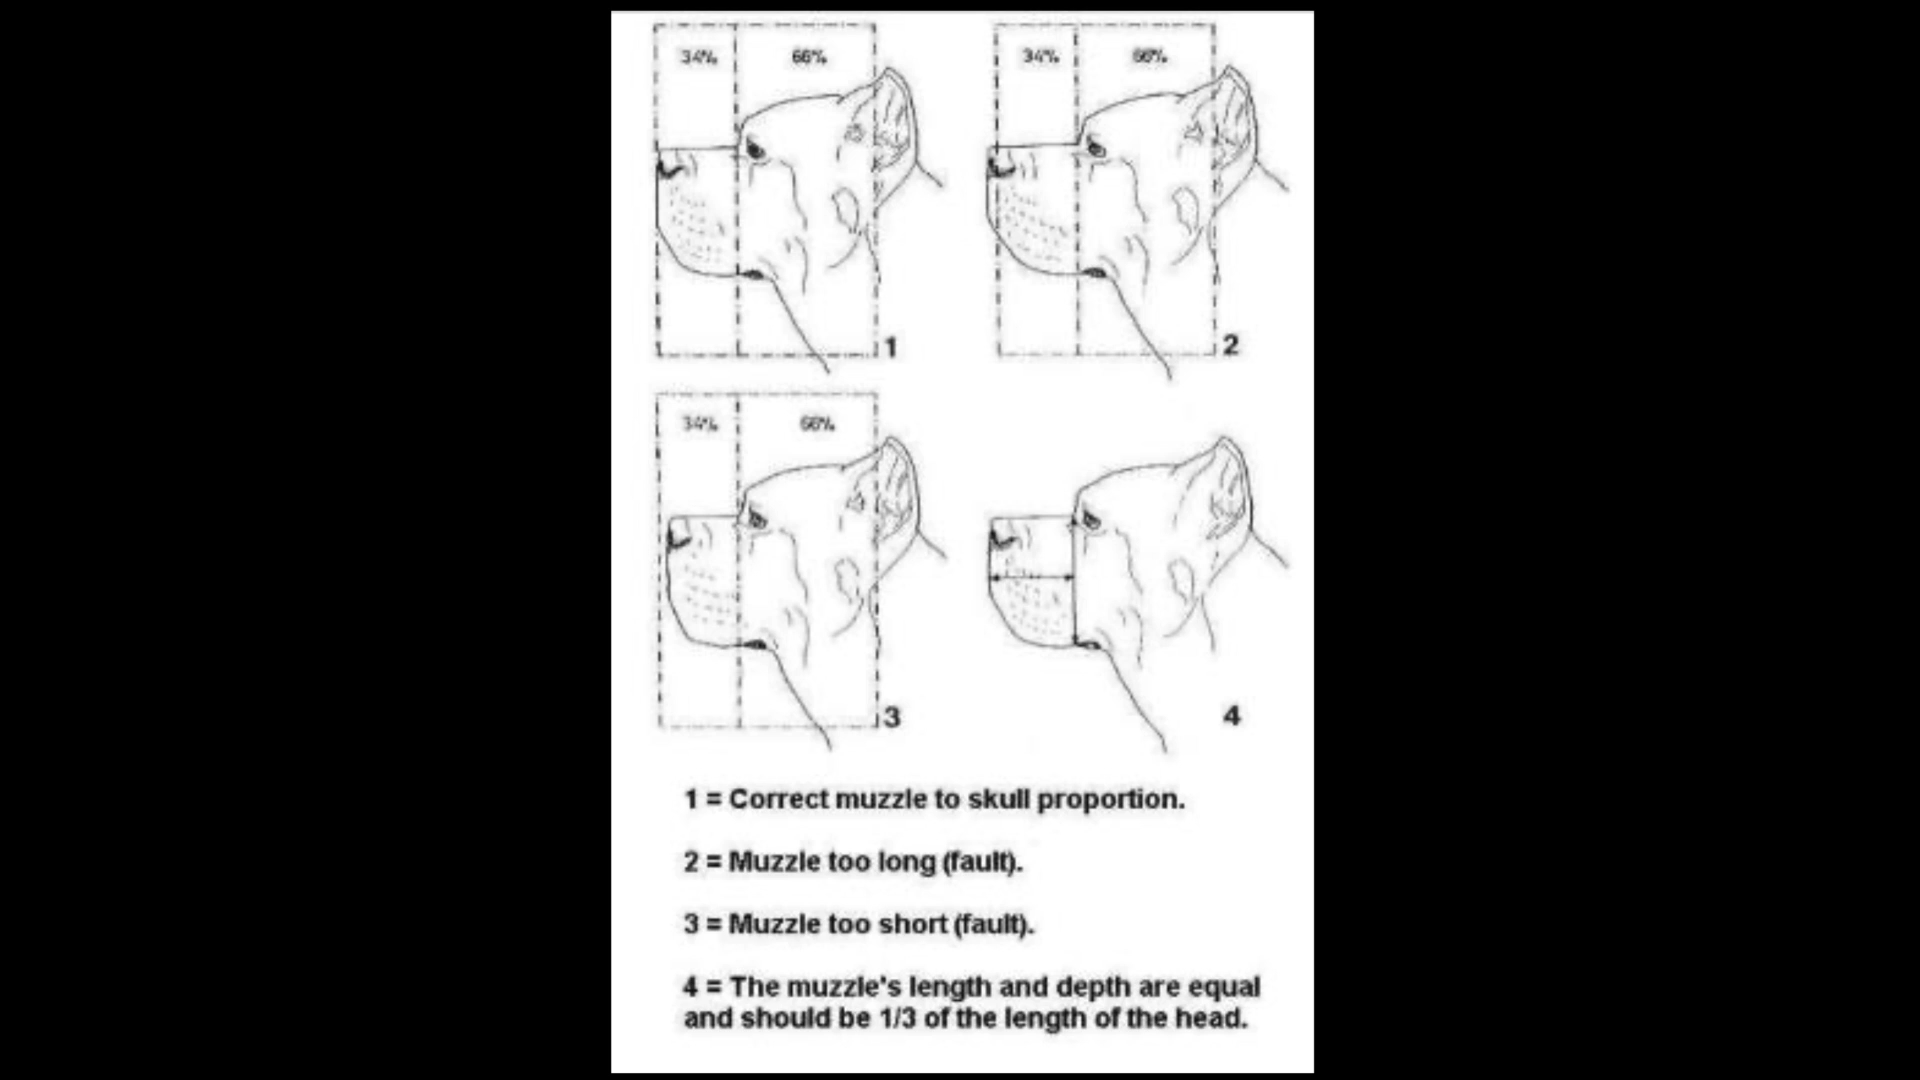 34% 66%
34% 66%
1
2
34% 66%
3
4
1 = Correct muzzle to skull proportion.
2 = Muzzle too long (fault).
3 = Muzzle too short (fault).
4 = The muzzle's length and depth are equal
and should be 1/3 of the length of the head.